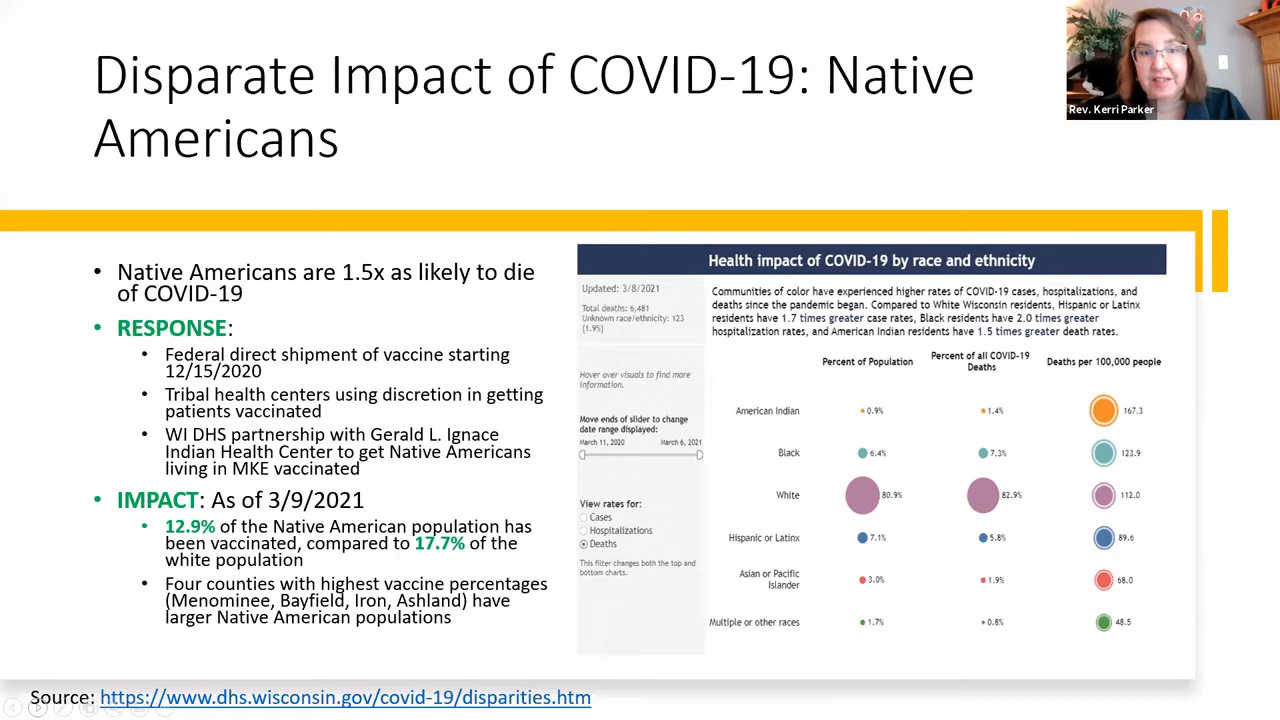 Disparate Impact of COVID-19: Native
Americans
Rev. Kerri Parker
• Native Americans are 1.5x as likely to die
of COVID-19
• RESPONSE:
• Federal direct shipment of vaccine starting
12/15/2020
• Tribal health centers using discretion in getting
patients vaccinated
• WI DHS partnership with Gerald L. Ignace
Indian Health Center to get Native Americans
living in MKE vaccinated
• IMPACT: As of 3/9/2021
• 12.9% of the Native American population has
been vaccinated, compared to 17.7% of the
white population
• Four counties with highest vaccine percentages
(Menominee, Bayfield, Iron, Ashland) have
larger Native American populations
Health impact of COVID-19 by race and ethnicity
Updated: 3/8/2021
Total deaths: 6,481
Unknown race/ethnicity: 123
(1.9%)
Hover over visuals to find more
information.
Move ends of slider to change
date range displayed:
March 11, 2020 March 6, 2021
View rates for:
Cases
Hospitalizations
Deaths
This filter changes both the top and
bottom charts.
Communities of color have experienced higher rates of COVID-19 cases, hospitalizations, and
deaths since the pandemic began. Compared to White Wisconsin residents, Hispanic or Latinx
residents have 1.7 times greater case rates, Black residents have 2.0 times greater
hospitalization rates, and American Indian residents have 1.5 times greater death rates.
Percent of Population Percent of all COVID-19 Deaths per 100,000 people
Deaths
American Indian 0.9% 1.4% 167.3
Black 6.4% 7.3% 123.9
White 80.9% 82.9% 112.0
Hispanic or Latinx 7.1% 5.8% 89.6
Asian or Pacific
Islander 3.0% 1.9% 68.0
Multiple or other races 1.7% 0.8% 48.5
Source: https://www.dhs.wisconsin.gov/covid-19/disparities.htm